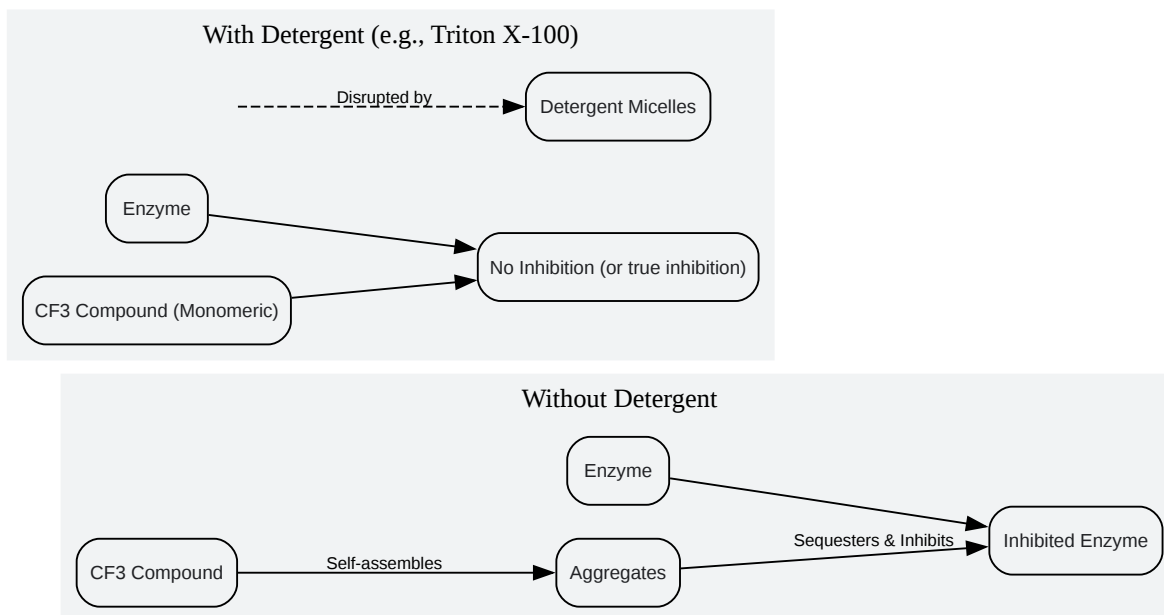 With Detergent (e.g., Triton X-100)
Disrupted by
Detergent Micelles
Enzyme
No Inhibition (or true inhibition)
CF3 Compound (Monomeric)
Without Detergent
Enzyme
Sequesters & Inhibits
Inhibited Enzyme
CF3 Compound
Self-assembles
Aggregates